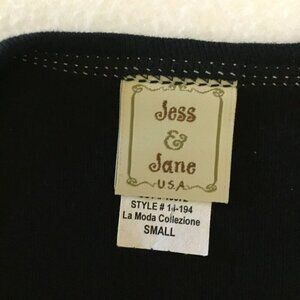 Jess
&
Jane
U.S.A.
STYLE # 14-194
La Moda Collezione
SMALL